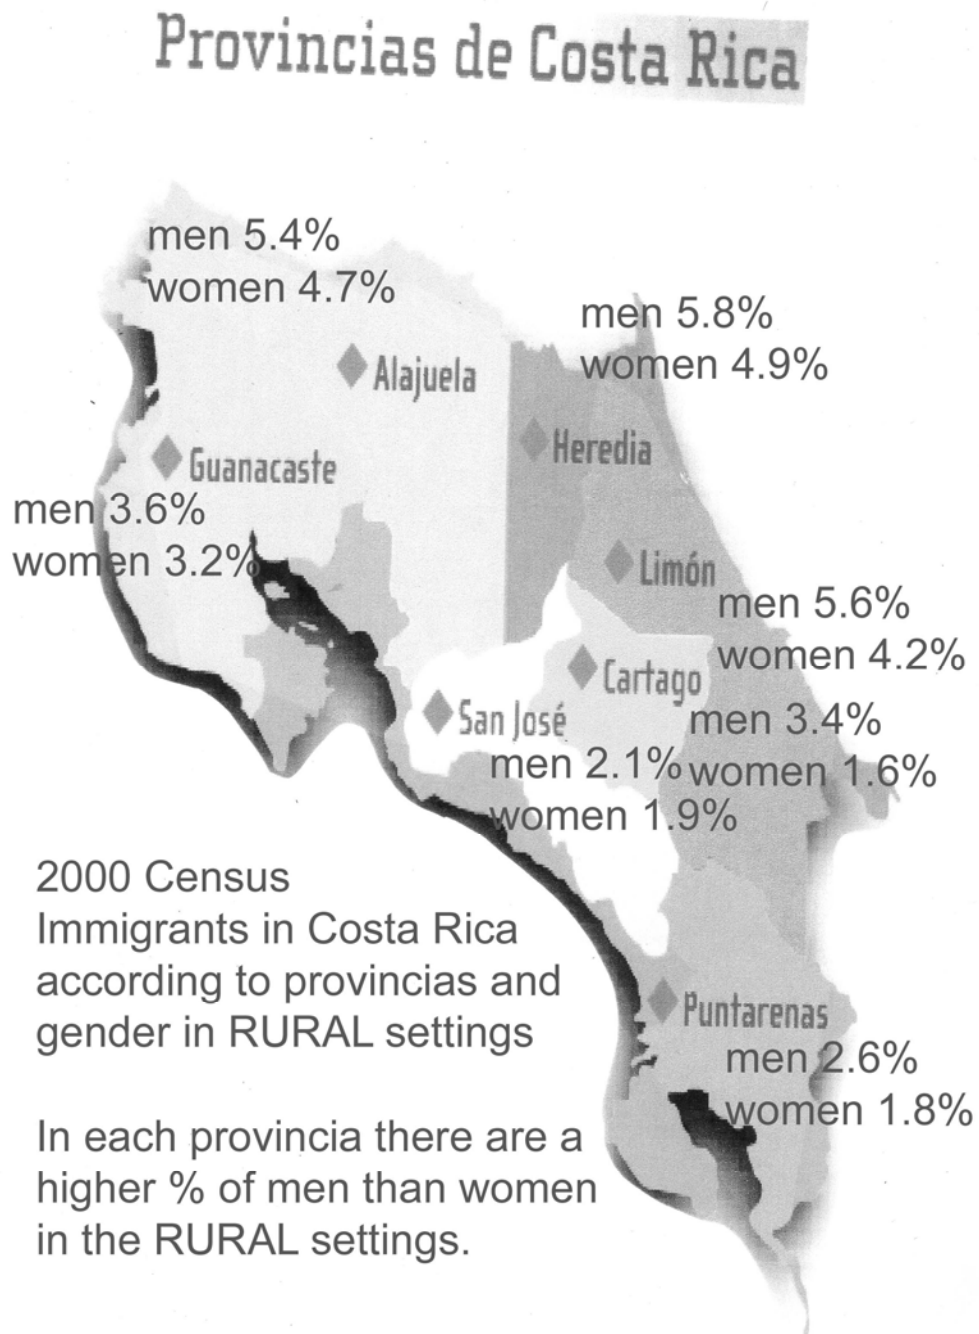 Provincias de Costa Rica
men 5.4%
women 4.7%
men 5.8%
women 4.9%
Alajuela
Heredia
Guanacaste
men 3.6%
women 3.2%
Limón
men 5.6%
women 4.2%
Cartago
San José
men 3.4%
women 1.6%
men 2.1%
women 1.9%
2000 Census
Immigrants in Costa Rica
according to provincias and
gender in RURAL settings
Puntarenas
men 2.6%
women 1.8%
In each provincia there are a
higher % of men than women
in the RURAL settings.